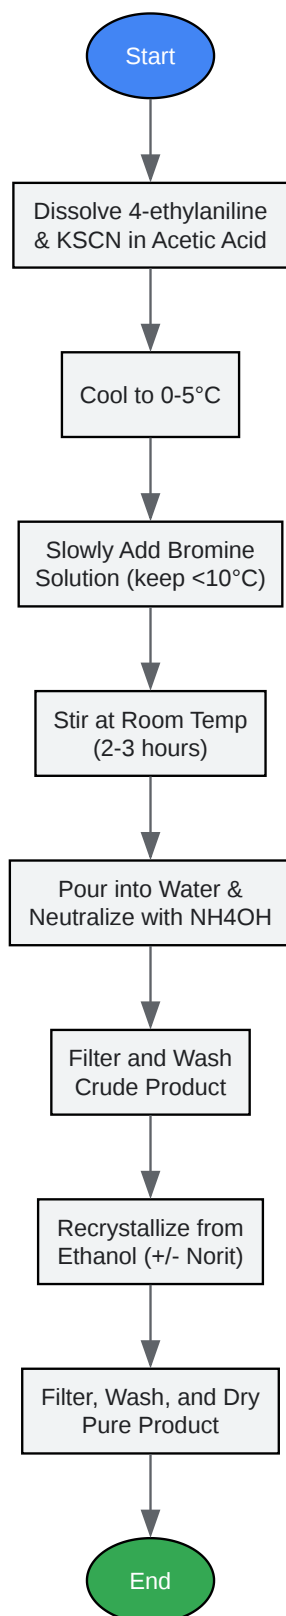 Start
Dissolve 4-ethylaniline
& KSCN in Acetic Acid
Cool to 0-5°C
Slowly Add Bromine
Solution (keep <10°C)
Stir at Room Temp
(2-3 hours)
Pour into Water &
Neutralize with NH4OH
Filter and Wash
Crude Product
Recrystallize from
Ethanol (+/- Norit)
Filter, Wash, and Dry
Pure Product
End